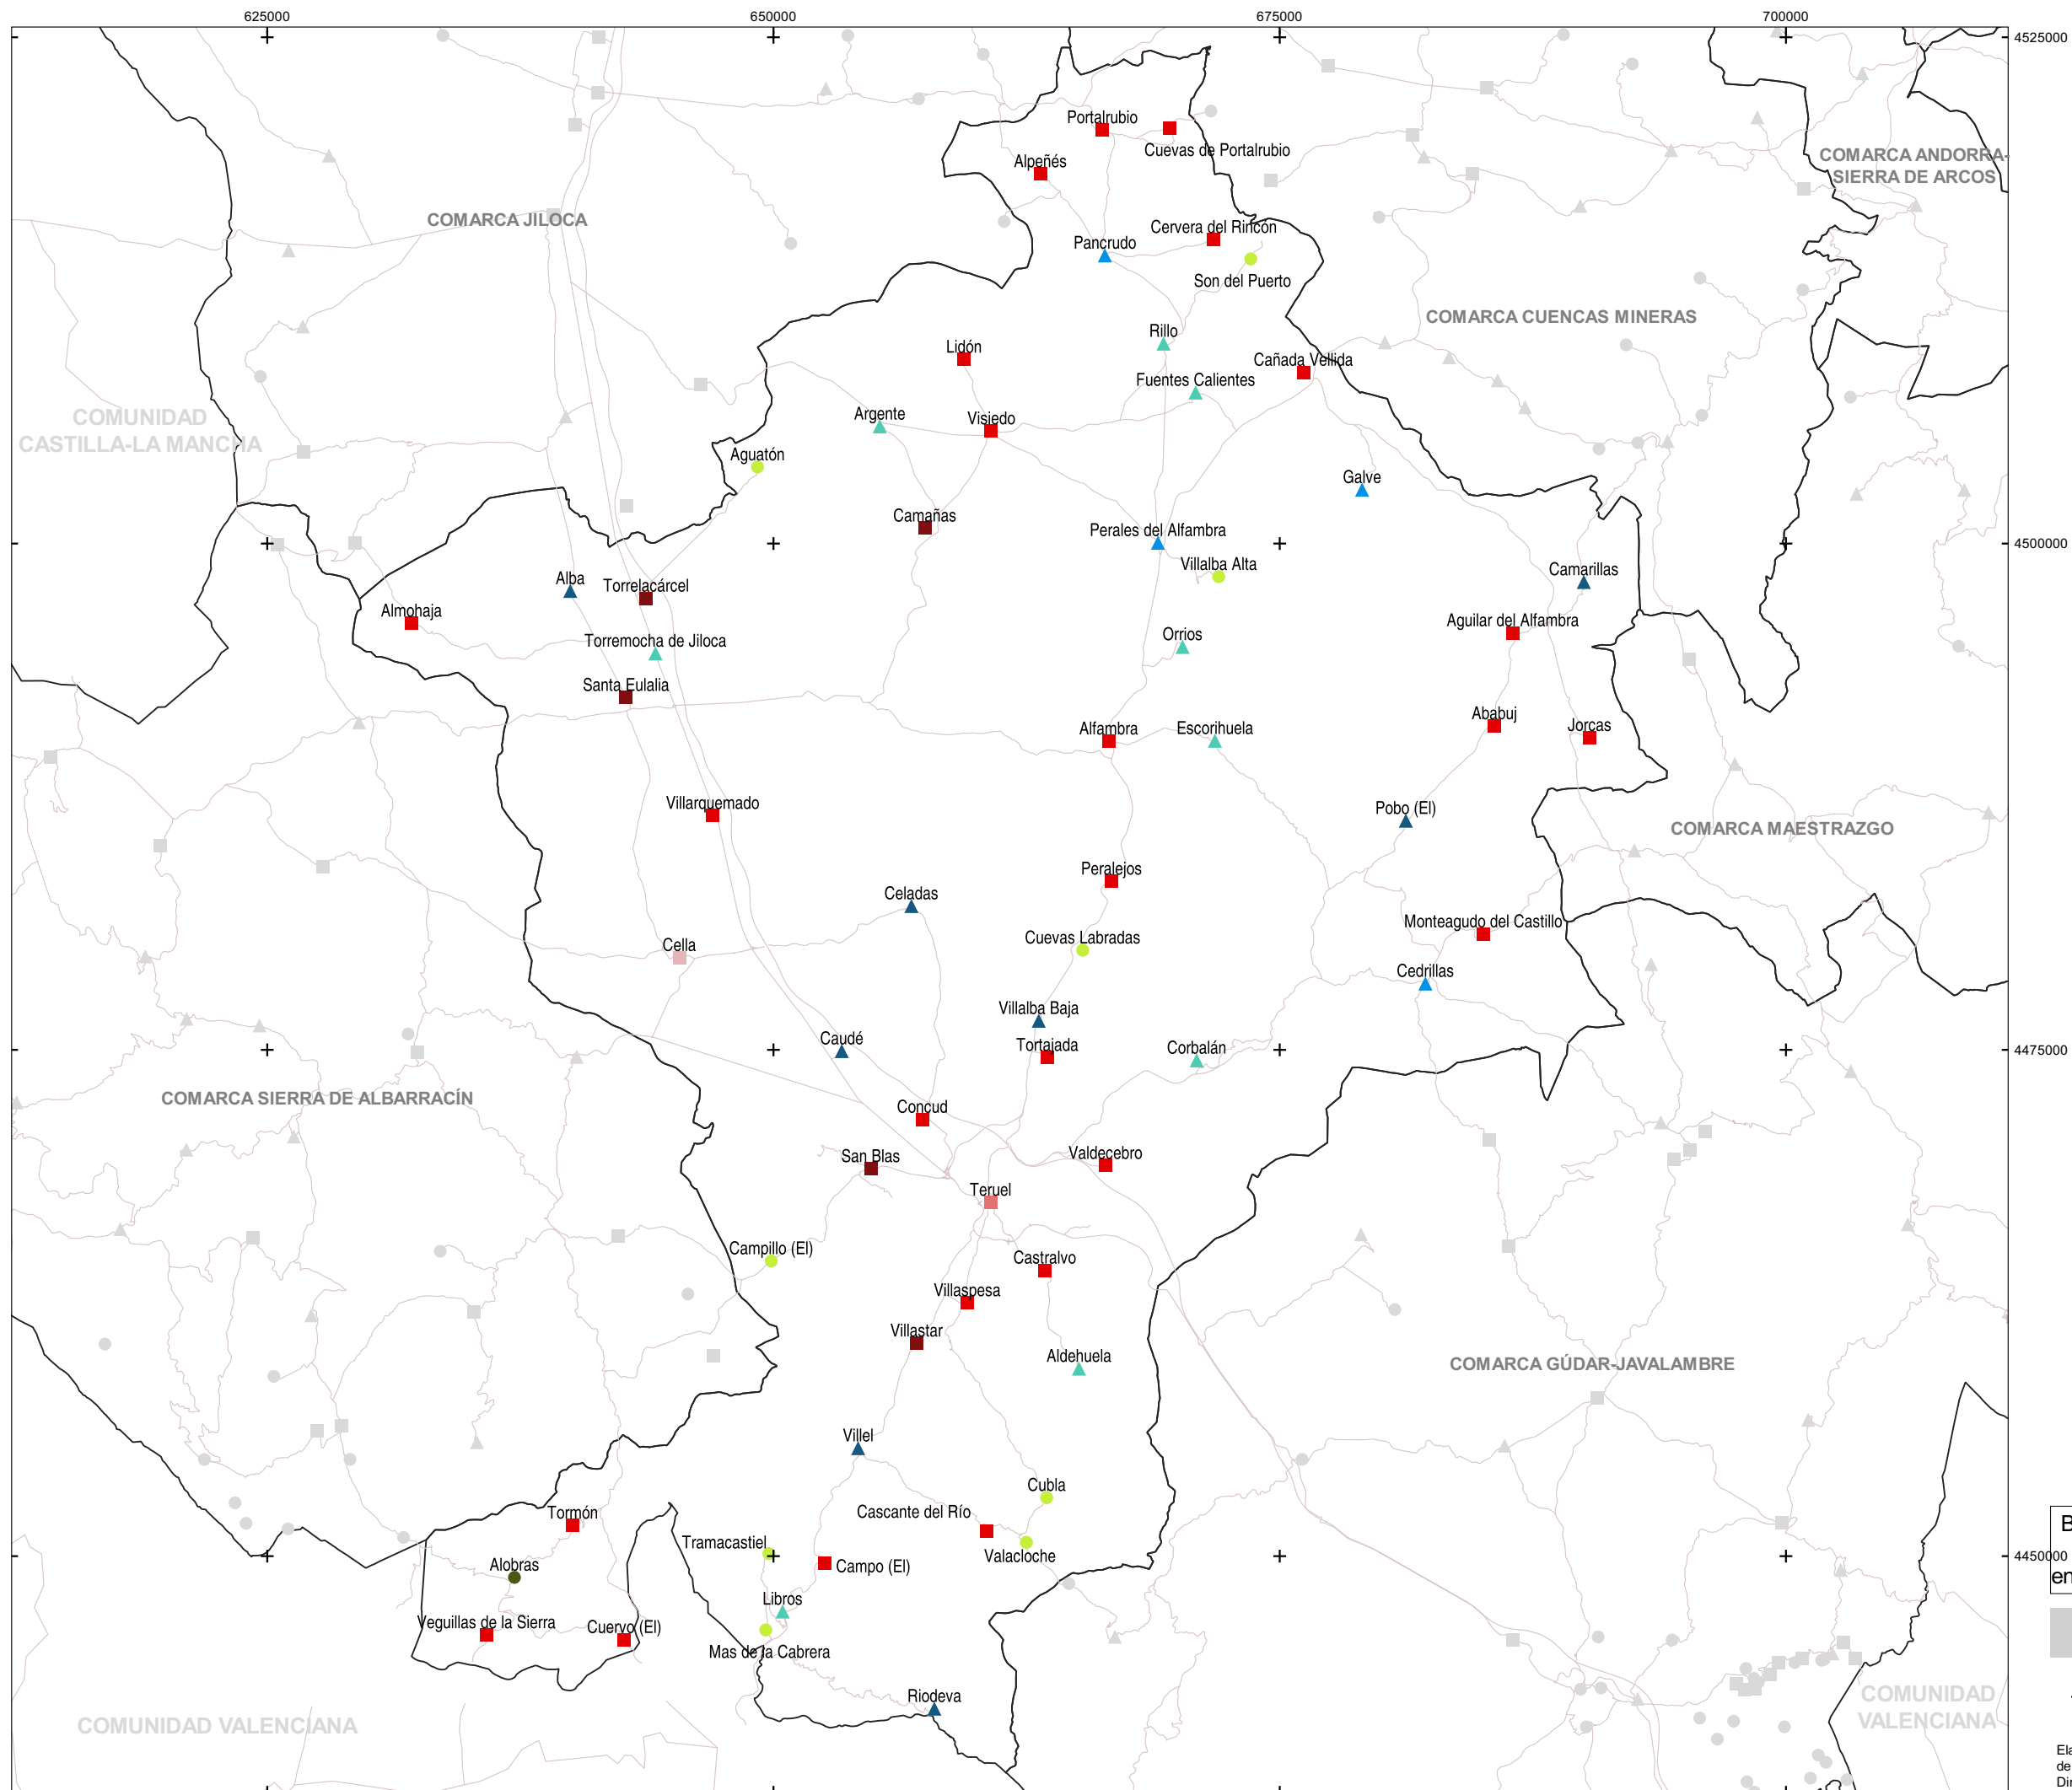 625000
650000
675000
700000
4525000
Portalrubio
Cuevas de Portalrubio
Alpeñés
COMARCA ANDORRA-
SIERRA DE ARCOS
COMARCA JILOCA
Cervera del Rincón
Pancrudo
Son del Puerto
COMARCA CUENCAS MINERAS
Rillo
Lidón
Cañada Vellida
Fuentes Calientes
COMUNIDAD
CASTILLA-LA MANCHA
Argente
Visiedo
Aguatón
Galve
Camañas
Perales del Alfambra
4500000
Villalba Alta
Camarillas
Alba
Torrelacárcel
Almohaja
Aguilar del Alfambra
Torremocha de Jiloca
Orrios
Santa Eulalia
Ababuj
Jorcas
Alfambra
Escorihuela
Villarquemado
Pobo (El)
COMARCA MAESTRAZGO
Peralejos
Celadas
Monteagudo del Castillo
Cuevas Labradas
Cella
Cedrillas
Villalba Baja
Caudé
Tortajada
Corbalán
4475000
COMARCA SIERRA DE ALBARRACÍN
Concud
San Blas
Valdecebro
Teruel
Campillo (El)
Castralvo
Villaspesa
Villastar
Aldehuela
COMARCA GÚDAR-JAVALAMBRE
Villel
Cubla
Tormón
Cascante del Río
B
Tramacastiel
Valacloche
4450000
Alobras
Campo (El)
en
Libros
Veguillas de la Sierra
Cuervo (El)
Mas de la Cabrera
Riodeva
COMUNIDAD
VALENCIANA
COMUNIDAD VALENCIANA
Ela
de
Di